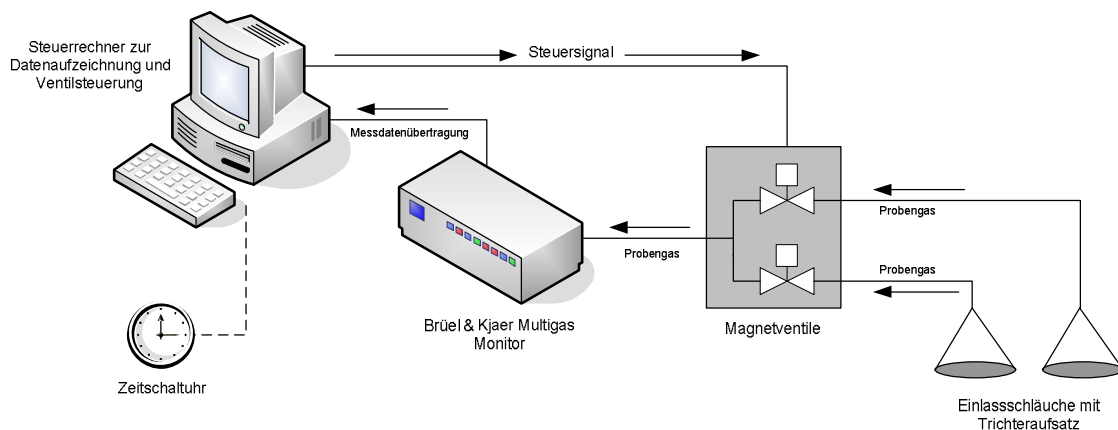 Steuerrechner zur
Datenaufzeichnung und
Ventilsteuerung
Steuersignal
Messdatenübertragung
Probengas
Probengas
Probengas
Brüel & Kjaer Multigas
Monitor
Magnetventile
Zeitschaltuhr
Einlassschläuche mit
Trichteraufsatz